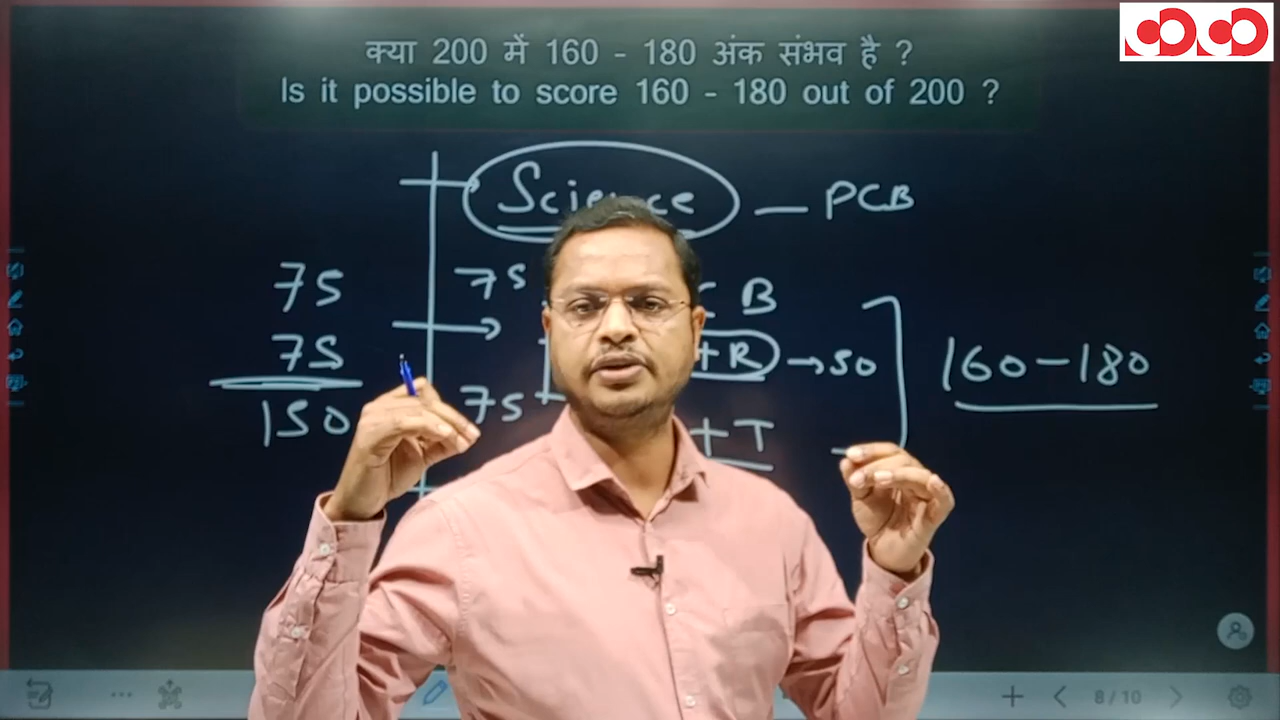 क्या 200 में 160 - 180 अंक संभव है ?
Is it possible to score 160 - 180 out of 200 ?
Science — PCB
75
75
B
75
+R → 50
160 - 180
75
+T
150
8 / 10